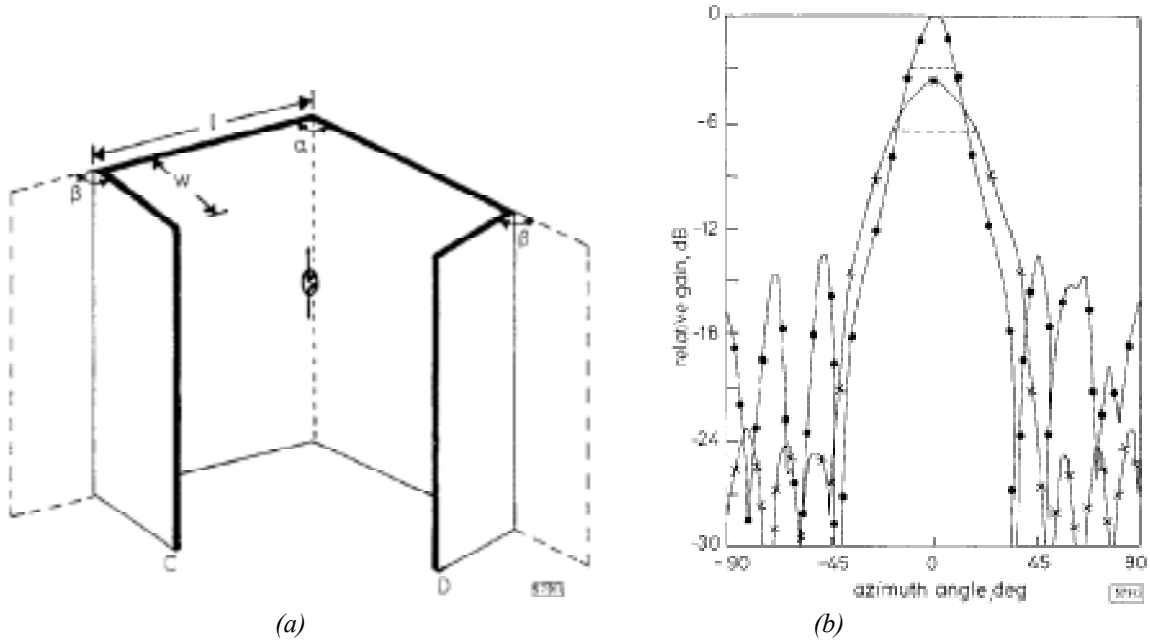 l
α
β
w
β
C
D
(a)
relative gain, dB
0
-6
-12
-18
-24
-30
-90
-45
0
45
90
azimuth angle, deg
(b)